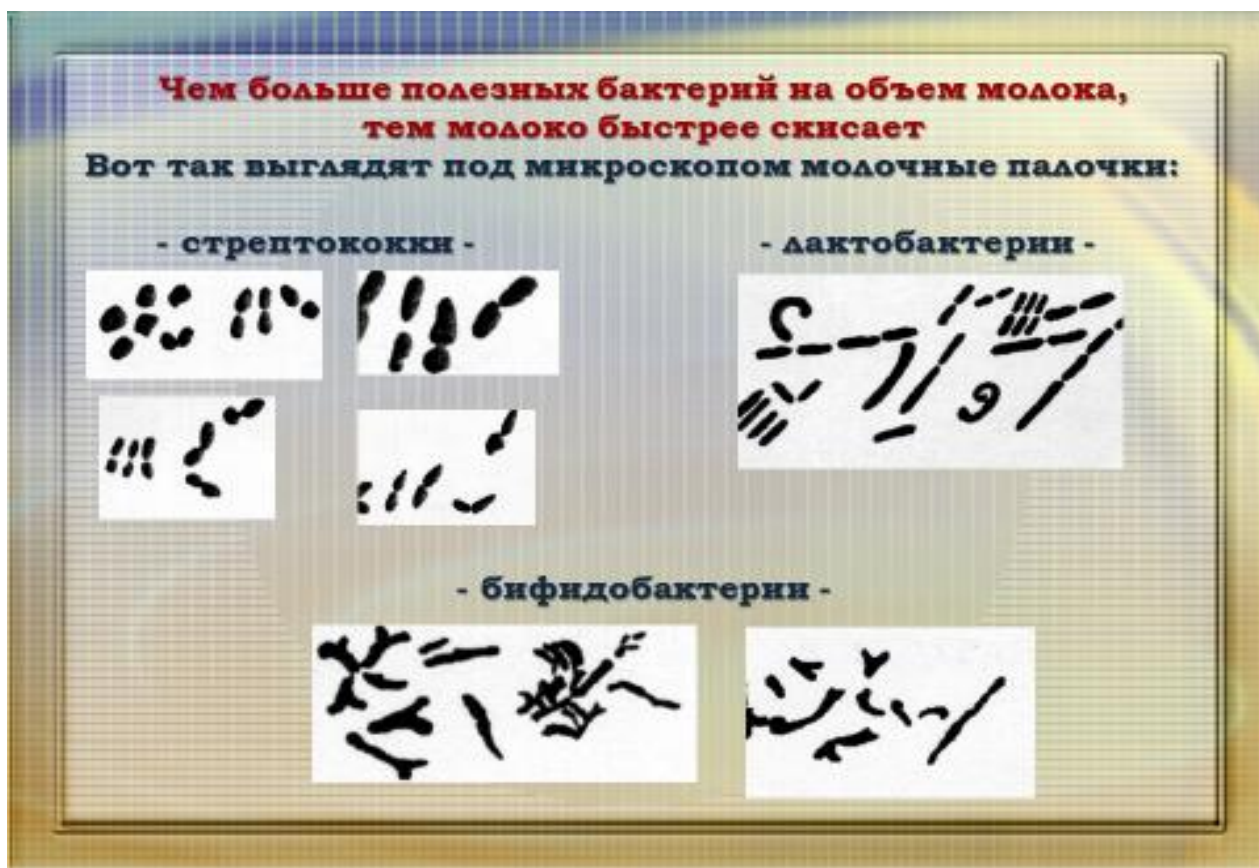 Чем больше полезных бактерий на объем молока,
тем молоко быстрее скисает
Вот так выглядят под микроскопом молочные палочки:
- стрептококки -
- лактобактерии -
- бифидобактерии -